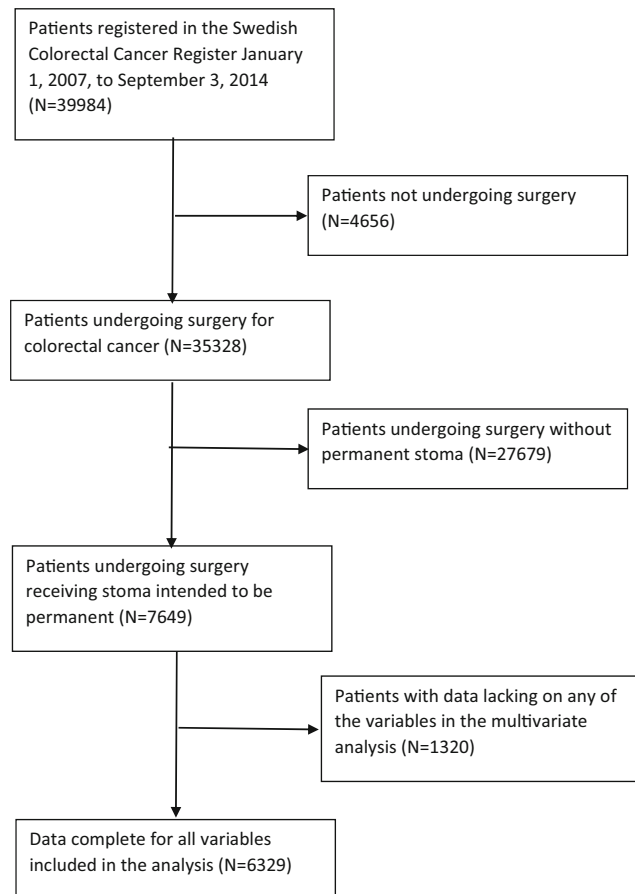 Patients registered in the Swedish
Colorectal Cancer Register January
1, 2007, to September 3, 2014
(N=39984)
Patients not undergoing surgery
(N=4656)
Patients undergoing surgery for
colorectal cancer (N=35328)
Patients undergoing surgery without
permanent stoma (N=27679)
Patients undergoing surgery
receiving stoma intended to be
permanent (N=7649)
Patients with data lacking on any of
the variables in the multivariate
analysis (N=1320)
Data complete for all variables
included in the analysis (N=6329)